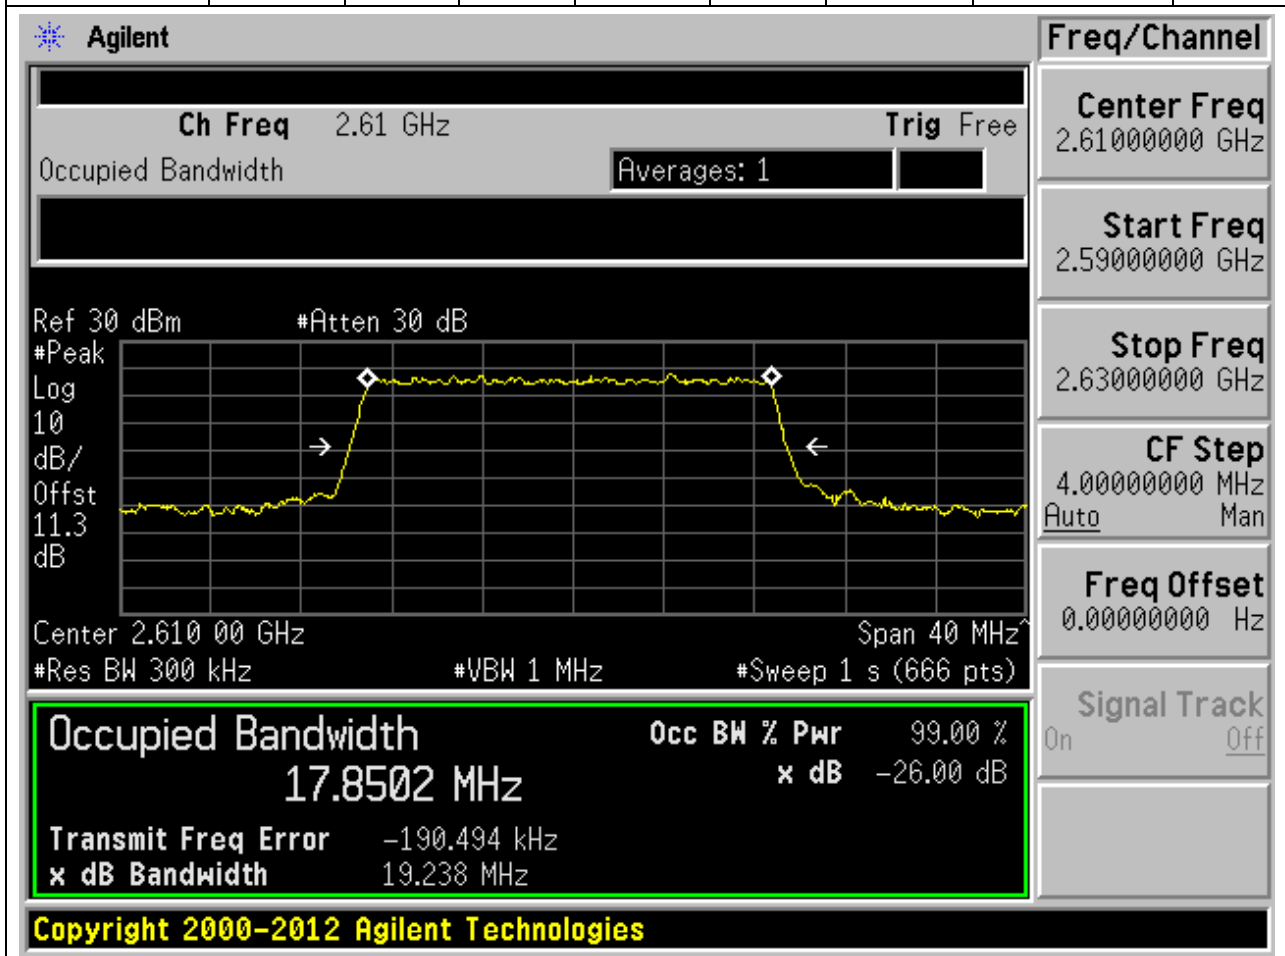 Agilent
Freq/Channel
Ch Freq 2.61 GHz Trig Free
Occupied Bandwidth Averages: 1
Center Freq
2.61000000 GHz
Start Freq
2.59000000 GHz
Stop Freq
2.63000000 GHz
CF Step
4.00000000 MHz
Auto Man
Freq Offset
0.00000000 Hz
Signal Track
On Off
Ref 30 dBm #Atten 30 dB
#Peak
Log
10
dB/
Offst
11.3
dB
Center 2.610 00 GHz Span 40 MHz^
#Res BW 300 kHz #VBW 1 MHz #Sweep 1 s (666 pts)
Occupied Bandwidth Occ BW % Pwr 99.00 %
17.8502 MHz x dB -26.00 dB
Transmit Freq Error -190.494 kHz
x dB Bandwidth 19.238 MHz
Copyright 2000-2012 Agilent Technologies